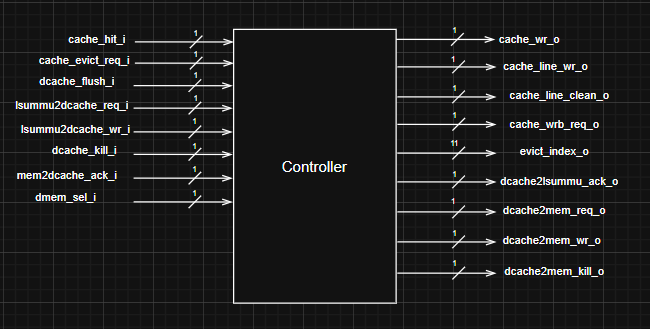 cache_hit_i 1
cache_evict_req_i 1
dcache_flush_i 1
lsummu2dcache_req_i 1
lsummu2dcache_wr_i 1
dcache_kill_i 1
mem2dcache_ack_i 1
dmem_sel_i 1
Controller
1 cache_wr_o
1 cache_line_wr_o
1 cache_line_clean_o
1 cache_wrb_req_o
11 evict_index_o
1 dcache2lsummu_ack_o
1 dcache2mem_req_o
1 dcache2mem_wr_o
1 dcache2mem_kill_o